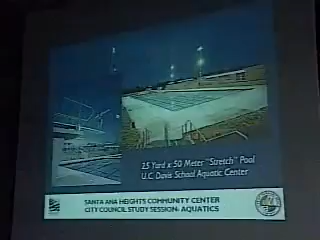 25 Yard x 50 Meter "Stretch" Pool
U.C. Davis School Aquatic Center
SANTA ANA HEIGHTS COMMUNITY CENTER
CITY COUNCIL STUDY SESSION: AQUATICS